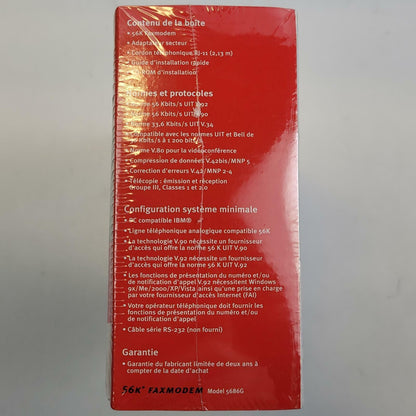 Contenu de la boîte
• 56K Faxmodem
• Adaptateur secteur
• Cordon téléphonique RJ-11 (2,13 m)
• Guide d'installation rapide
• d'installation
et protocoles
56 Kbits/s UIT V.92
56 Kbits/s UIT V.90
33,6 Kbits/s UIT V.34
• Compatible avec les normes UIT et Bell de
Kbits/s à 1 200 bits/s
• Norme V.80 pour la vidéoconférence
• Compression de données V.42bis/MNP 5
• Correction d'erreurs V.42/MNP 2-4
• Télécopie : émission et réception
Groupe III, Classes 1 et 2.0
Configuration système minimale
• PC compatible IBM®
• Ligne téléphonique analogique compatible 56K
• La technologie V.90 nécessite un fournisseur
d'accès qui offre la norme 56 K UIT V.90
• La technologie V.92 nécessite un fournisseur
d'accès qui offre la norme 56 K UIT V.92
• Les fonctions de présentation du numéro et/ou
de notification d'appel V.92 nécessitent Windows
9x/Me/2000/XP/Vista ainsi qu'une prise en charge
par votre fournisseur d'accès Internet (FAI)
• Votre opérateur téléphonique doit fournir les
fonctions de présentation du numéro et/ou
de notification d'appel
• Câble série RS-232 (non fourni)
Garantie
• Garantie du fabricant limitée de deux ans à
compter de la date d'achat
56K* FAXMODEM Model 5686G